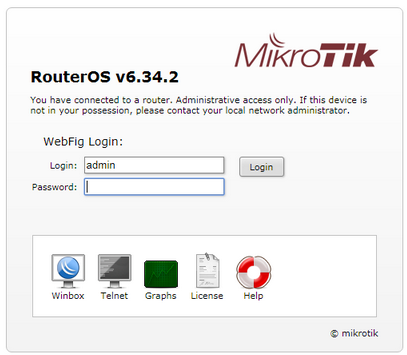 MikroTik
RouterOS v6.34.2
You have connected to a router. Administrative access only. If this device
is not in your possession, please contact your local network administrator.
WebFig Login:
Login: admin Login
Password:
Winbox Telnet Graphs License Help
© mikrotik